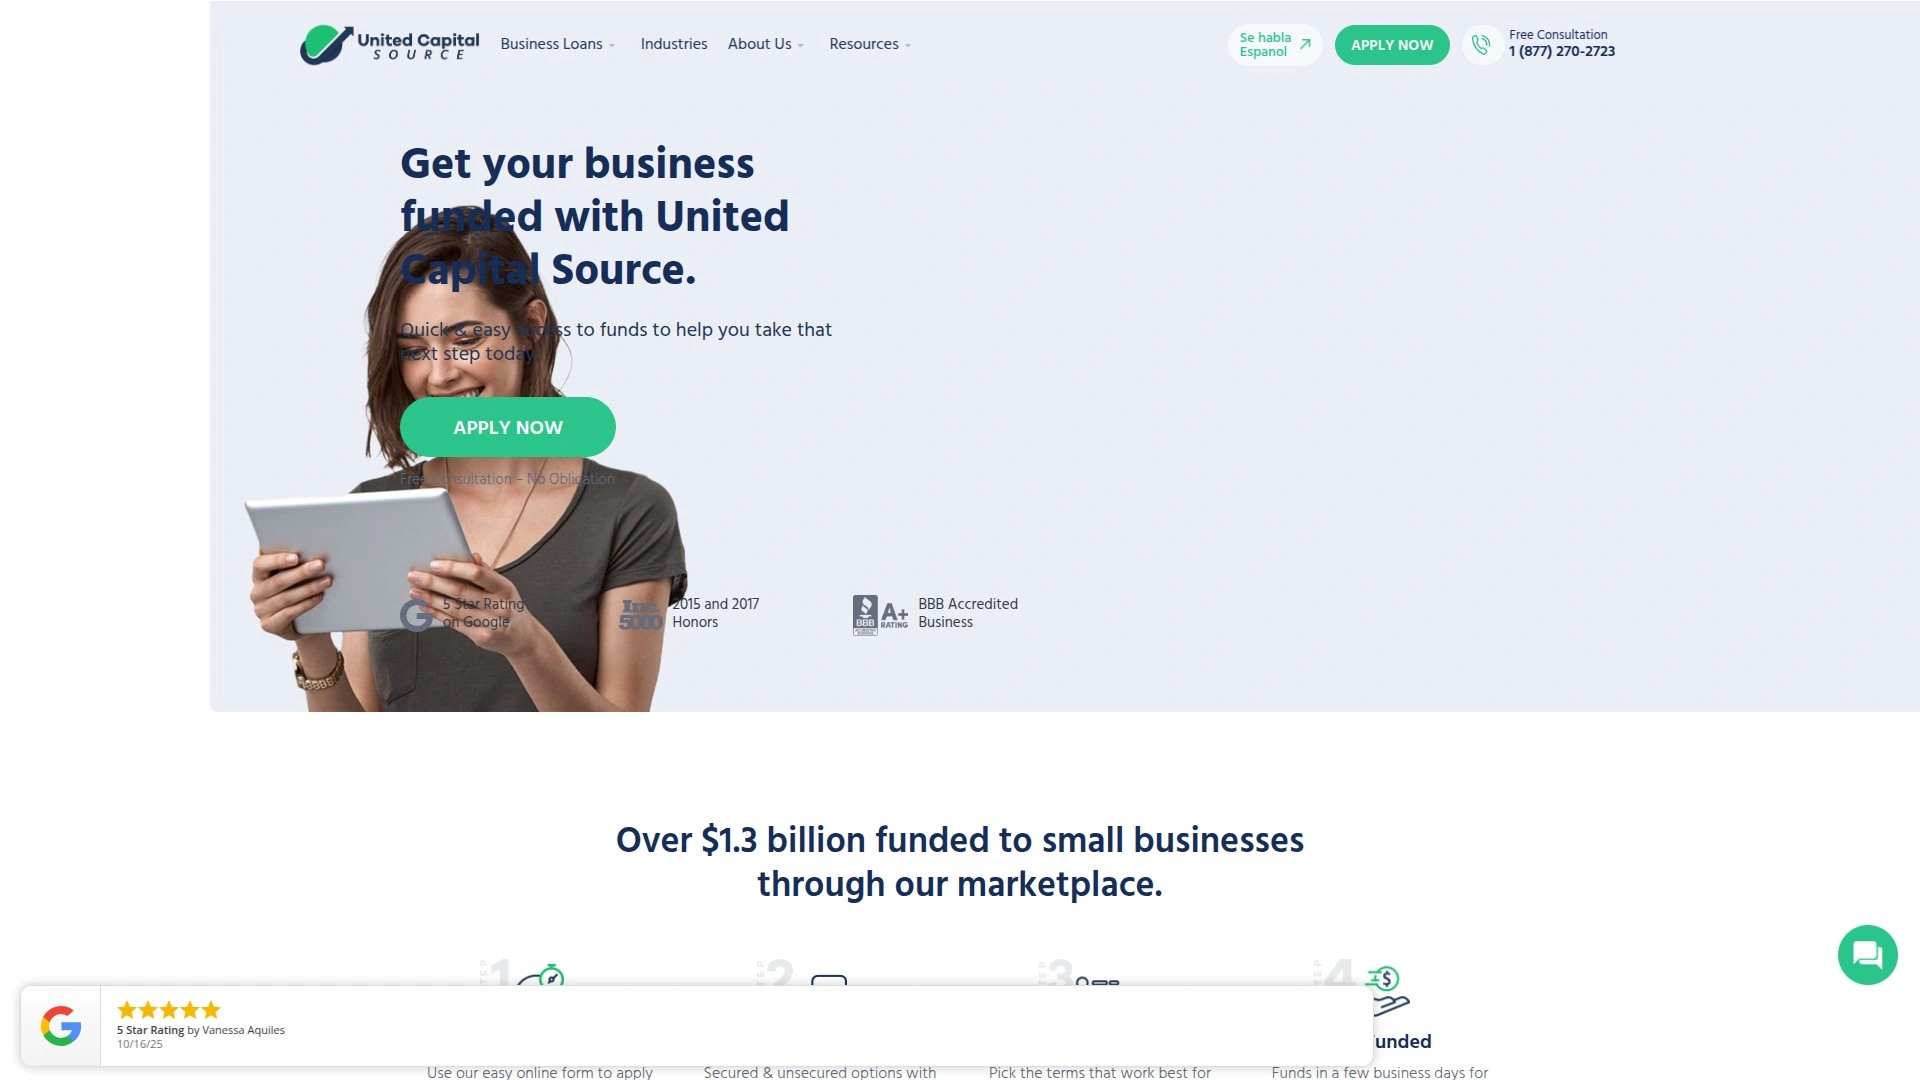 United Capital
SOURCE
Business Loans
Industries
About Us
Resources
Se habla
Espanol
APPLY NOW
Free Consultation
1 (877) 270-2723
Get your business
funded with United
Capital Source.
Quick & easy access to funds to help you take that
next step today.
APPLY NOW
Free Consultation – No Obligation
5 Star Rating
on Google
Inc.
5000
2015 and 2017
Honors
BBB
A+
RATING
BBB Accredited
Business
Over $1.3 billion funded to small businesses
through our marketplace.
STEP 1
STEP 2
STEP 3
STEP 4
5 Star Rating by Vanessa Aquiles
10/16/25
unded
Use our easy online form to apply
Secured & unsecured options with
Pick the terms that work best for
Funds in a few business days for